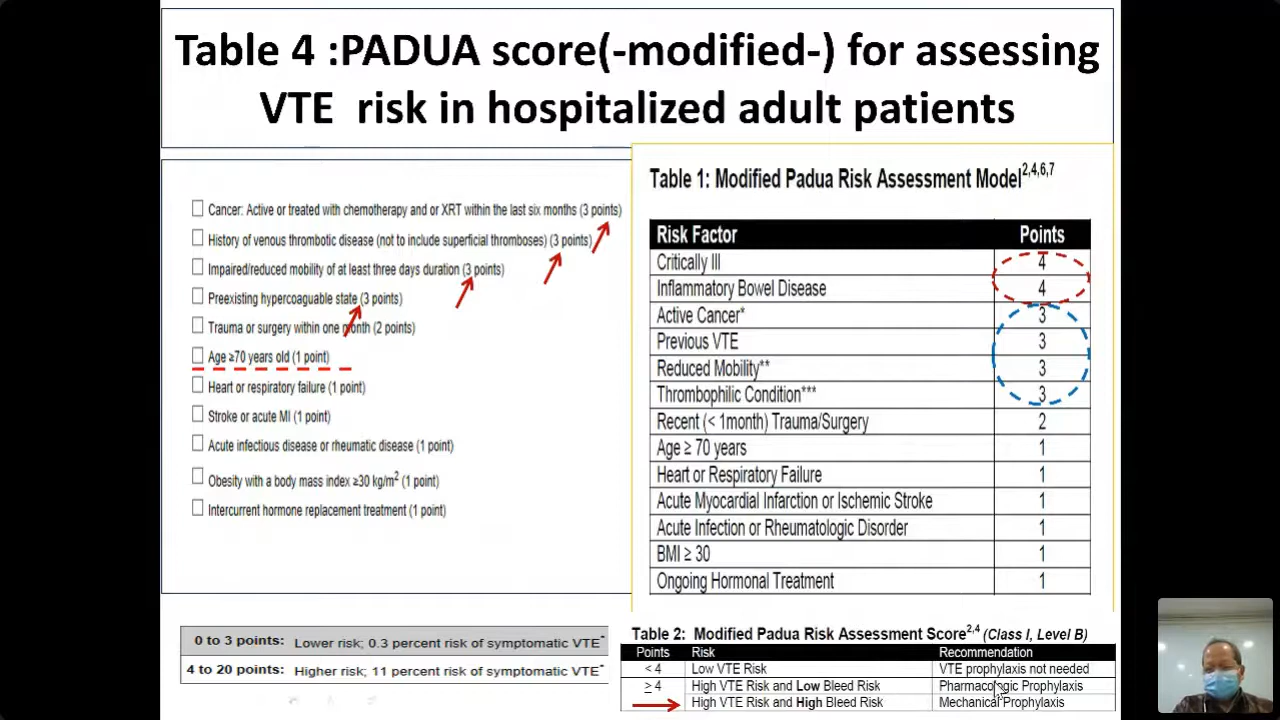 Table 4 :PADUA score(-modified-) for assessing
VTE risk in hospitalized adult patients
Cancer: Active or treated with chemotherapy and or XRT within the last six months (3 points)
History of venous thrombotic disease (not to include superficial thromboses) (3 points)
Impaired/reduced mobility of at least three days duration (3 points)
Preexisting hypercoaguable state (3 points)
Trauma or surgery within one month (2 points)
Age ≥70 years old (1 point)
Heart or respiratory failure (1 point)
Stroke or acute MI (1 point)
Acute infectious disease or rheumatic disease (1 point)
Obesity with a body mass index ≥30 kg/m² (1 point)
Intercurrent hormone replacement treatment (1 point)
0 to 3 points: Lower risk; 0.3 percent risk of symptomatic VTE*
4 to 20 points: Higher risk; 11 percent risk of symptomatic VTE*
Table 1: Modified Padua Risk Assessment Model2,4,6,7
Risk Factor Points
Critically Ill 4
Inflammatory Bowel Disease 4
Active Cancer* 3
Previous VTE 3
Reduced Mobility** 3
Thrombophilic Condition*** 3
Recent (< 1month) Trauma/Surgery 2
Age ≥ 70 years 1
Heart or Respiratory Failure 1
Acute Myocardial Infarction or Ischemic Stroke 1
Acute Infection or Rheumatologic Disorder 1
BMI ≥ 30 1
Ongoing Hormonal Treatment 1
Table 2: Modified Padua Risk Assessment Score2,4 (Class I, Level B)
Points Risk Recommendation
< 4 Low VTE Risk VTE prophylaxis not needed
≥ 4 High VTE Risk and Low Bleed Risk Pharmacologic Prophylaxis
High VTE Risk and High Bleed Risk Mechanical Prophylaxis